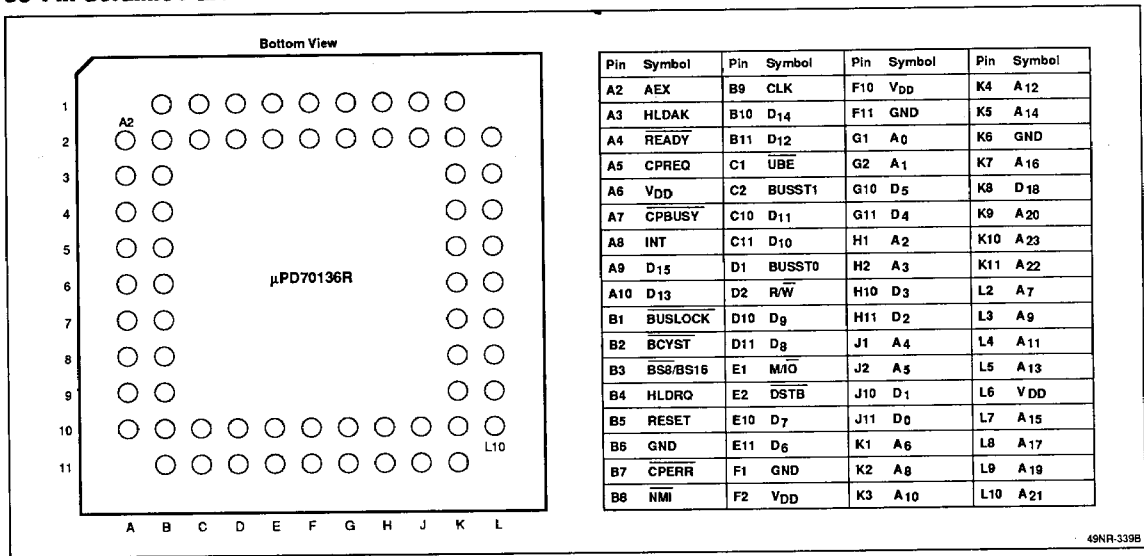 Bottom View
A2
1
2
3
4
5
6
7
8
9
10
11
µPD70136R
L10
A B C D E F G H J K L
Pin Symbol Pin Symbol Pin Symbol Pin Symbol
A2 AEX B9 CLK F10 VDD K4 A12
A3 HLDAK B10 D14 F11 GND K5 A14
A4 READY B11 D12 G1 A0 K6 GND
A5 CPREQ C1 UBE G2 A1 K7 A16
A6 VDD C2 BUSST1 G10 D5 K8 D18
A7 CPBUSY C10 D11 G11 D4 K9 A20
A8 INT C11 D10 H1 A2 K10 A23
A9 D15 D1 BUSST0 H2 A3 K11 A22
A10 D13 D2 R/W H10 D3 L2 A7
B1 BUSLOCK D10 D9 H11 D2 L3 A9
B2 BCYST D11 D8 J1 A4 L4 A11
B3 BS8/BS16 E1 M/IO J2 A5 L5 A13
B4 HLDRQ E2 DSTB J10 D1 L6 VDD
B5 RESET E10 D7 J11 D0 L7 A15
B6 GND E11 D6 K1 A6 L8 A17
B7 CPERR F1 GND K2 A8 L9 A19
B8 NMI F2 VDD K3 A10 L10 A21
49NR-339B